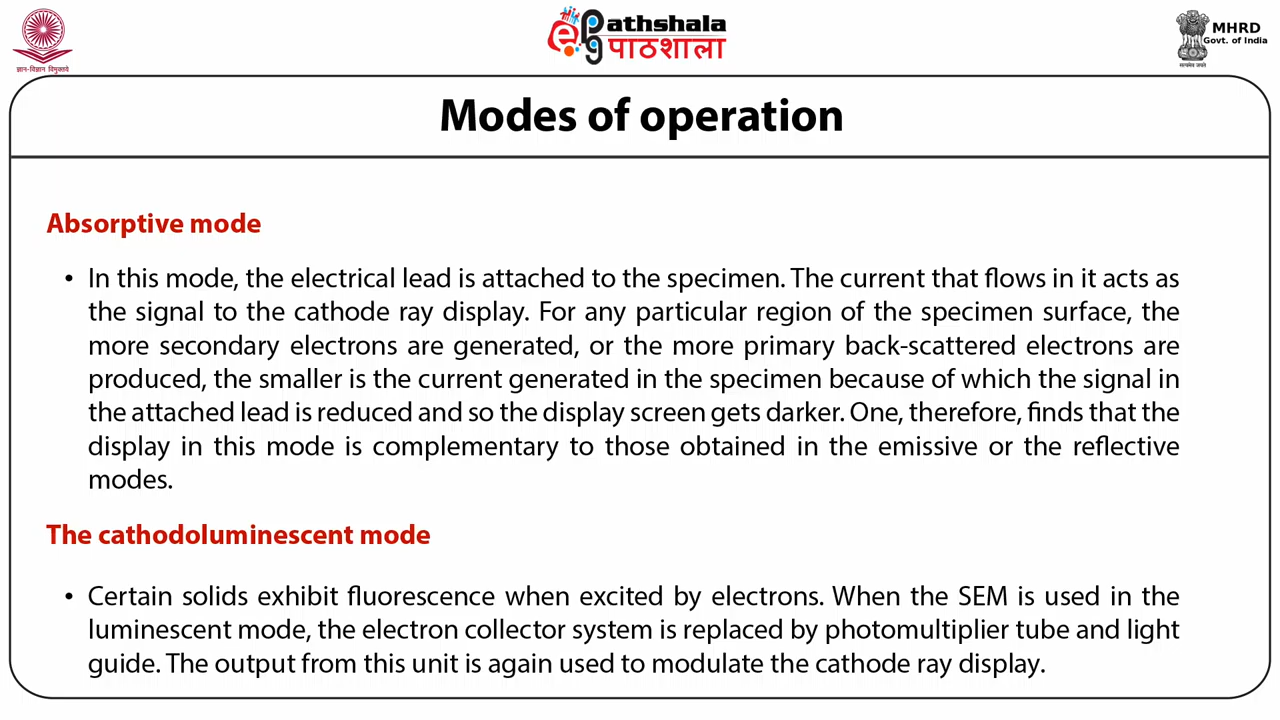 ज्ञान-विज्ञान विमुक्तये
ePG Pathshala
पाठशाला
MHRD
Govt. of India
सत्यमेव जयते
Modes of operation
Absorptive mode
• In this mode, the electrical lead is attached to the specimen. The current that flows in it acts as
the signal to the cathode ray display. For any particular region of the specimen surface, the
more secondary electrons are generated, or the more primary back-scattered electrons are
produced, the smaller is the current generated in the specimen because of which the signal in
the attached lead is reduced and so the display screen gets darker. One, therefore, finds that the
display in this mode is complementary to those obtained in the emissive or the reflective
modes.
The cathodoluminescent mode
• Certain solids exhibit fluorescence when excited by electrons. When the SEM is used in the
luminescent mode, the electron collector system is replaced by photomultiplier tube and light
guide. The output from this unit is again used to modulate the cathode ray display.